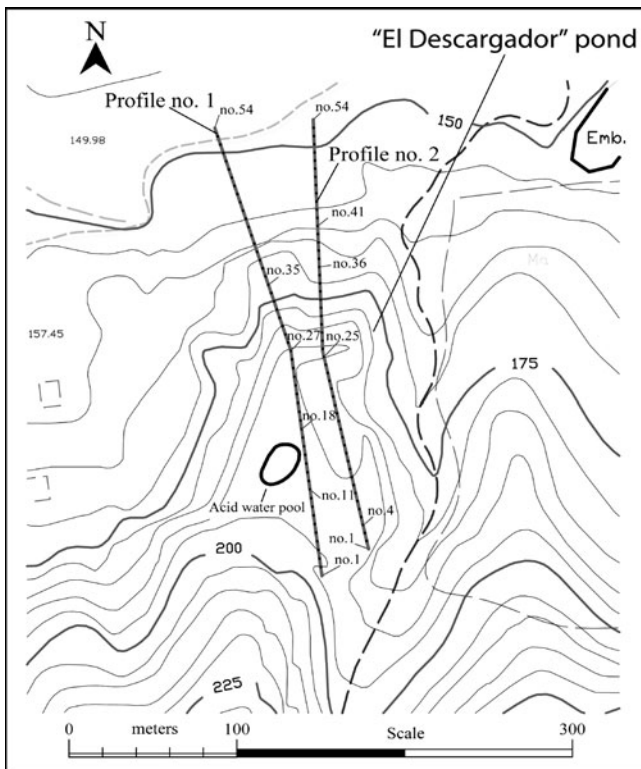 N
“El Descargador” pond
Profile no. 1
no.54
no.54
150
Emb.
149.98
Profile no. 2
no.41
no.35
no.36
157.45
no.27
no.25
175
no.18
no.11
Acid water pool
no.4
no.1
no.1
200
225
0 meters 100 Scale 300